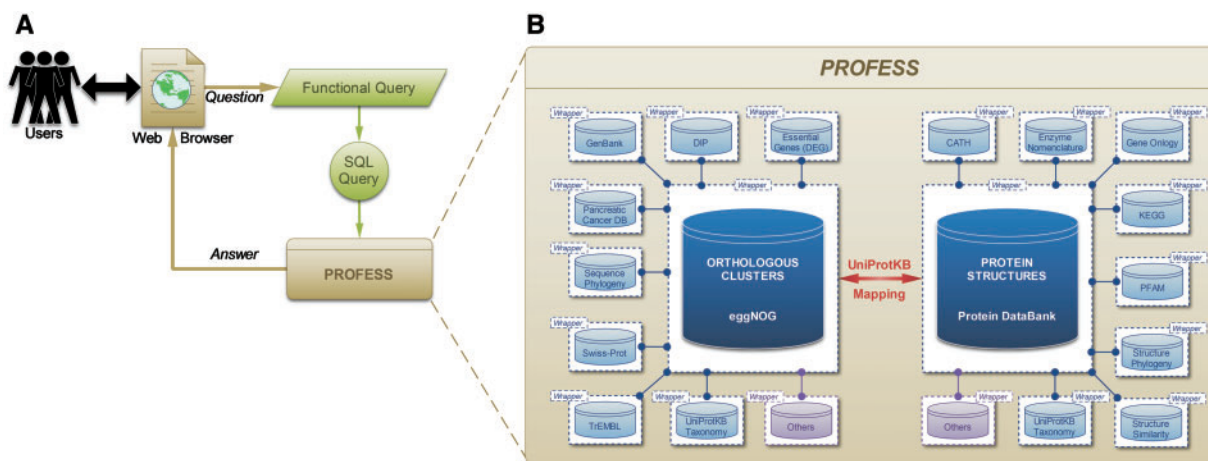 A
Users
Web Browser
Question
Functional Query
SQL
Query
Answer
PROFESS
B
PROFESS
Wrapper
GenBank
Wrapper
DIP
Wrapper
Essential
Genes (DEG)
Wrapper
CATH
Wrapper
Enzyme
Nomenclature
Wrapper
Gene Onlogy
Wrapper
Pancreatic
Cancer DB
Wrapper
Sequence
Phylogeny
Wrapper
Swiss-Prot
Wrapper
TrEMBL
Wrapper
UniProtKB
Taxonomy
Wrapper
Others
Wrapper
ORTHOLOGOUS
CLUSTERS
eggNOG
UniProtKB
Mapping
Wrapper
PROTEIN
STRUCTURES
Protein DataBank
Wrapper
KEGG
Wrapper
PFAM
Wrapper
Structure
Phylogeny
Wrapper
Others
Wrapper
UniProtKB
Taxonomy
Wrapper
Structure
Similarity